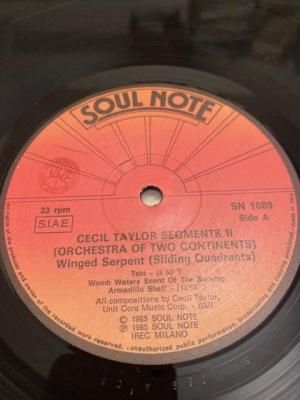 SOUL NOTE
33 rpm
S.I.A.E.
SN 1089
Side A
CECIL TAYLOR SEGMENTS II
(ORCHESTRA OF TWO CONTINENTS)
Winged Serpent (Sliding Quadrants)
Taht
Womb Waters Scent Of The Burning
Armadillo Shell
All compositions by Cecil Taylor,
Unit Core Music Corp. - BMI
℗ 1985 SOUL NOTE
© 1985 SOUL NOTE
IREC MILANO